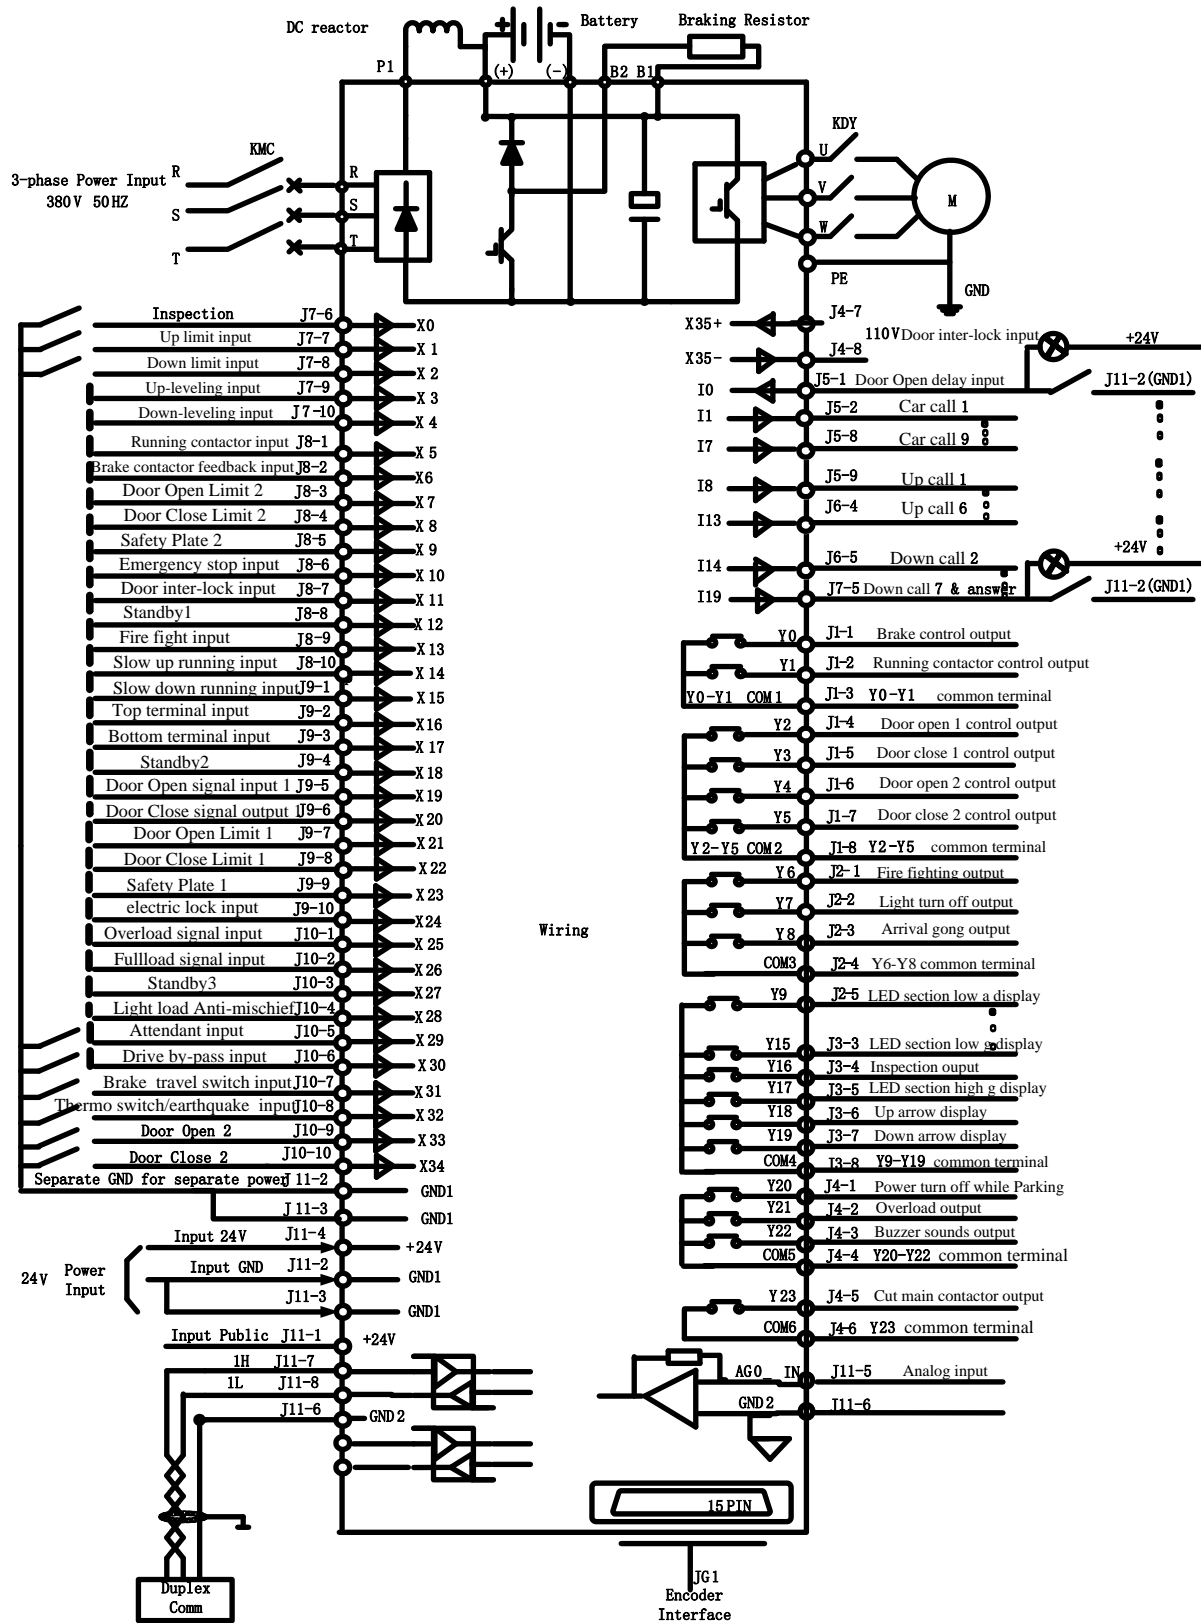 DC reactor
Battery
Braking Resistor
P1
(+)
(-)
B2 B1
KMC
KDY
3-phase Power Input
380V 50HZ
R
S
T
R
S
T
U
V
W
M
PE
GND
Inspection J7-6 X0
Up limit input J7-7 X 1
Down limit input J7-8 X 2
Up-leveling input J7-9 X 3
Down-leveling input J7-10 X 4
Running contactor input J8-1 X 5
Brake contactor feedback input J8-2 X6
Door Open Limit 2 J8-3 X 7
Door Close Limit 2 J8-4 X 8
Safety Plate 2 J8-5 X 9
Emergency stop input J8-6 X 10
Door inter-lock input J8-7 X 11
Standby1 J8-8 X 12
Fire fight input J8-9 X13
Slow up running input J8-10 X 14
Slow down running input J9-1 X15
Top terminal input J9-2 X16
Bottom terminal input J9-3 X 17
Standby2 J9-4 X 18
Door Open signal input 1 J9-5 X19
Door Close signal output 1 J9-6 X 20
Door Open Limit 1 J9-7 X 21
Door Close Limit 1 J9-8 X 22
Safety Plate 1 J9-9 X 23
electric lock input J9-10 X24
Overload signal input J10-1 X 25
Fullload signal input J10-2 X26
Standby3 J10-3 X27
Light load Anti-mischief J10-4 X28
Attendant input J10-5 X29
Drive by-pass input J10-6 X30
Brake travel switch input J10-7 X31
Thermo switch/earthquake input J10-8 X32
Door Open 2 J10-9 X33
Door Close 2 J10-10 X34
Separate GND for separate power J11-2 GND1
J11-3 GND1
Input 24V J11-4 +24V
24V Power Input
Input GND J11-2 GND1
J11-3 GND1
Input Public J11-1 +24V
1H J11-7
1L J11-8
J11-6 GND2
Duplex
Comm
Wiring
X35+ J4-7
110V Door inter-lock input
+24V
X35- J4-8
I0 J5-1 Door Open delay input J11-2(GND1)
I1 J5-2 Car call 1
I7 J5-8 Car call 9
I8 J5-9 Up call 1
I13 J6-4 Up call 6
+24V
I14 J6-5 Down call 2
I19 J7-5 Down call 7 & answer J11-2(GND1)
Y0 J1-1 Brake control output
Y1 J1-2 Running contactor control output
Y0-Y1 COM1 J1-3 Y0-Y1 common terminal
Y2 J1-4 Door open 1 control output
Y3 J1-5 Door close 1 control output
Y4 J1-6 Door open 2 control output
Y5 J1-7 Door close 2 control output
Y2-Y5 COM2 J1-8 Y2-Y5 common terminal
Y6 J2-1 Fire fighting output
Y7 J2-2 Light turn off output
Y8 J2-3 Arrival gong output
COM3 J2-4 Y6-Y8 common terminal
Y9 J2-5 LED section low a display
Y15 J3-3 LED section low g display
Y16 J3-4 Inspection ouput
Y17 J3-5 LED section high g display
Y18 J3-6 Up arrow display
Y19 J3-7 Down arrow display
COM4 J3-8 Y9-Y19 common terminal
Y20 J4-1 Power turn off while Parking
Y21 J4-2 Overload output
Y22 J4-3 Buzzer sounds output
COM5 J4-4 Y20-Y22 common terminal
Y23 J4-5 Cut main contactor output
COM6 J4-6 Y23 common terminal
AG0_ IN J11-5 Analog input
GND2 J11-6
15PIN
JG1
Encoder
Interface